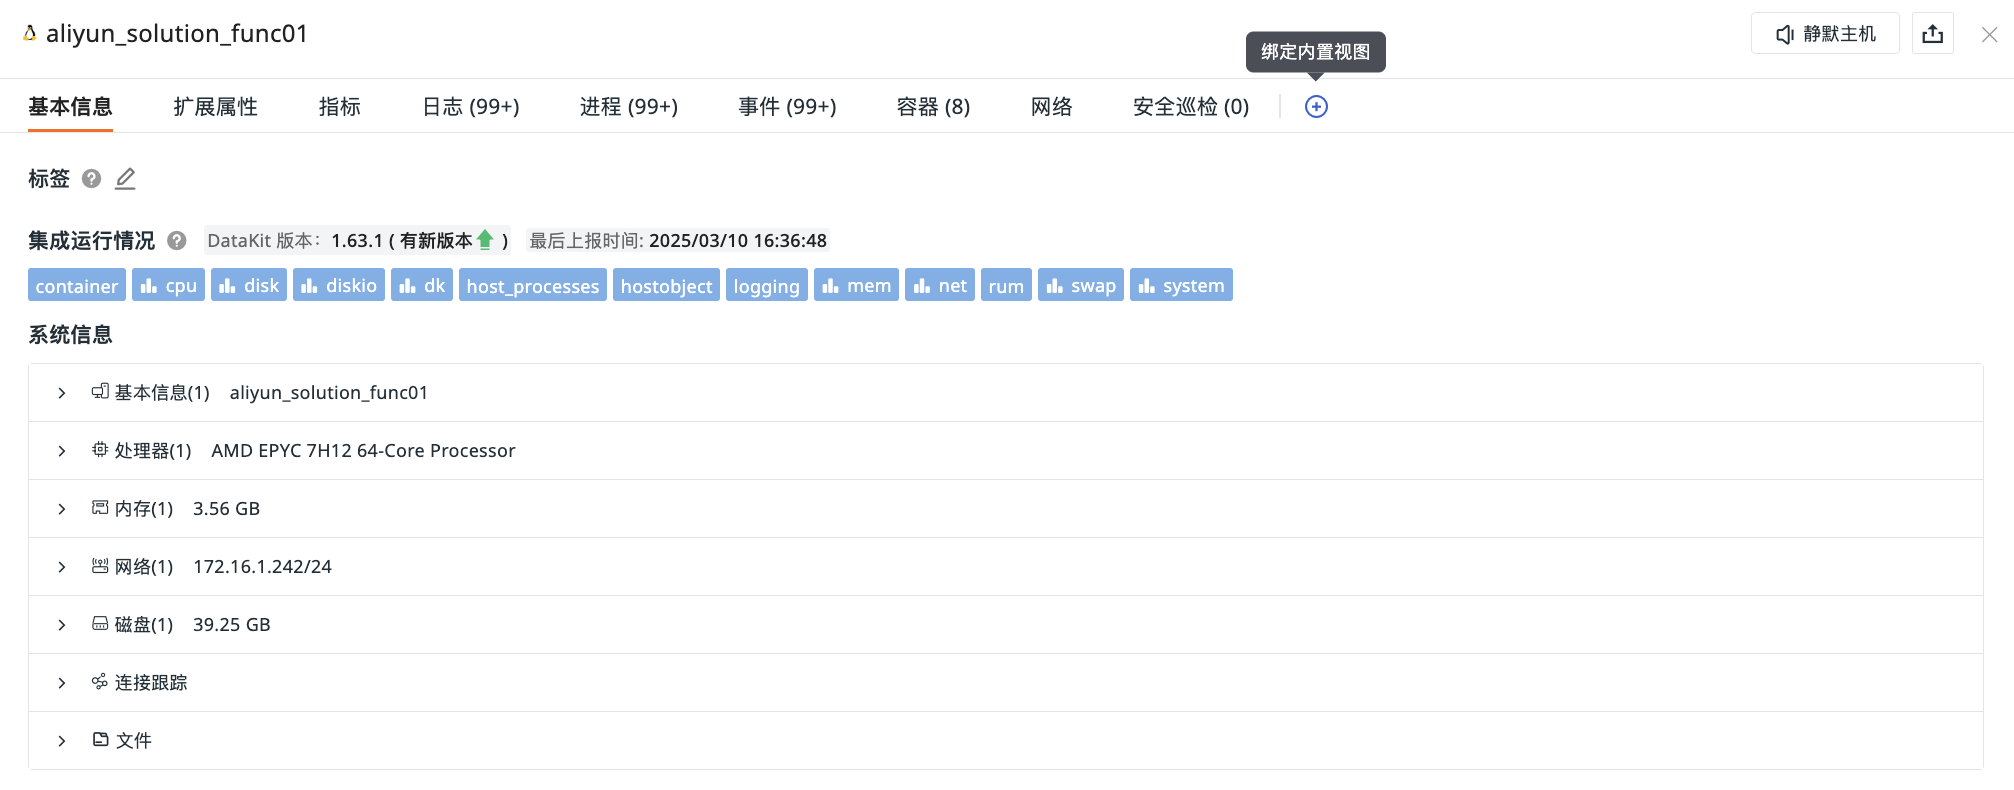 aliyun_solution_func01
静默主机
绑定内置视图
基本信息 扩展属性 指标 日志 (99+) 进程 (99+) 事件 (99+) 容器 (8) 网络 安全巡检 (0)
标签
集成运行情况 DataKit 版本: 1.63.1 ( 有新版本 ) 最后上报时间: 2025/03/10 16:36:48
container cpu disk diskio dk host_processes hostobject logging mem net rum swap system
系统信息
基本信息(1) aliyun_solution_func01
处理器(1) AMD EPYC 7H12 64-Core Processor
内存(1) 3.56 GB
网络(1) 172.16.1.242/24
磁盘(1) 39.25 GB
连接跟踪
文件